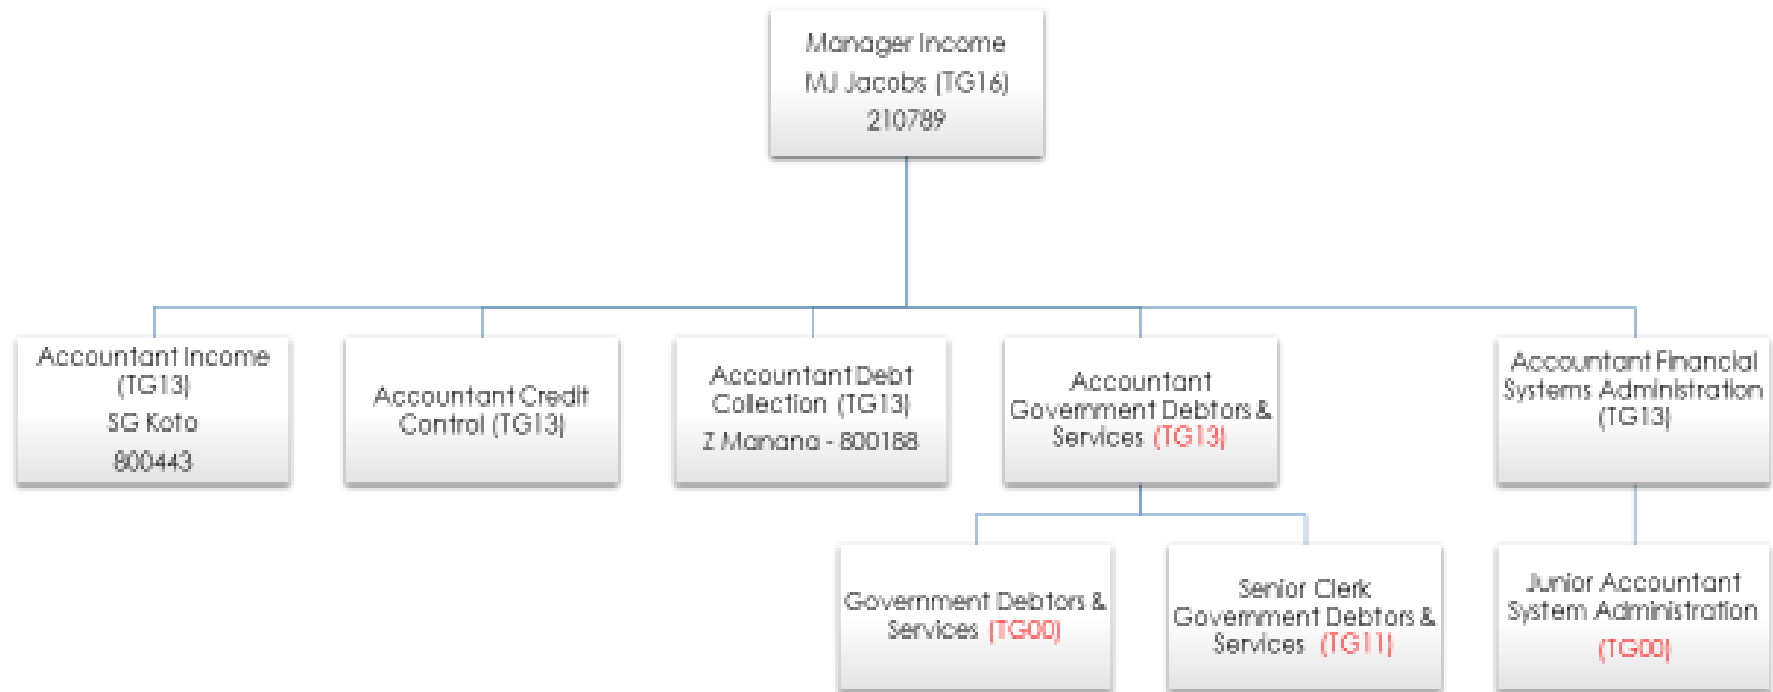 Manager Income
MJ Jacobs (TG16)
210789
Accountant Income
(TG13)
SG Koto
800443
Accountant Credit
Control (TG13)
Accountant Debt
Collection (TG13)
Z Manana - 800188
Accountant
Government Debtors &
Services (TG13)
Accountant Financial
Systems Administration
(TG13)
Government Debtors &
Services (TG00)
Senior Clerk
Government Debtors &
Services (TG11)
Junior Accountant
System Administration
(TG00)